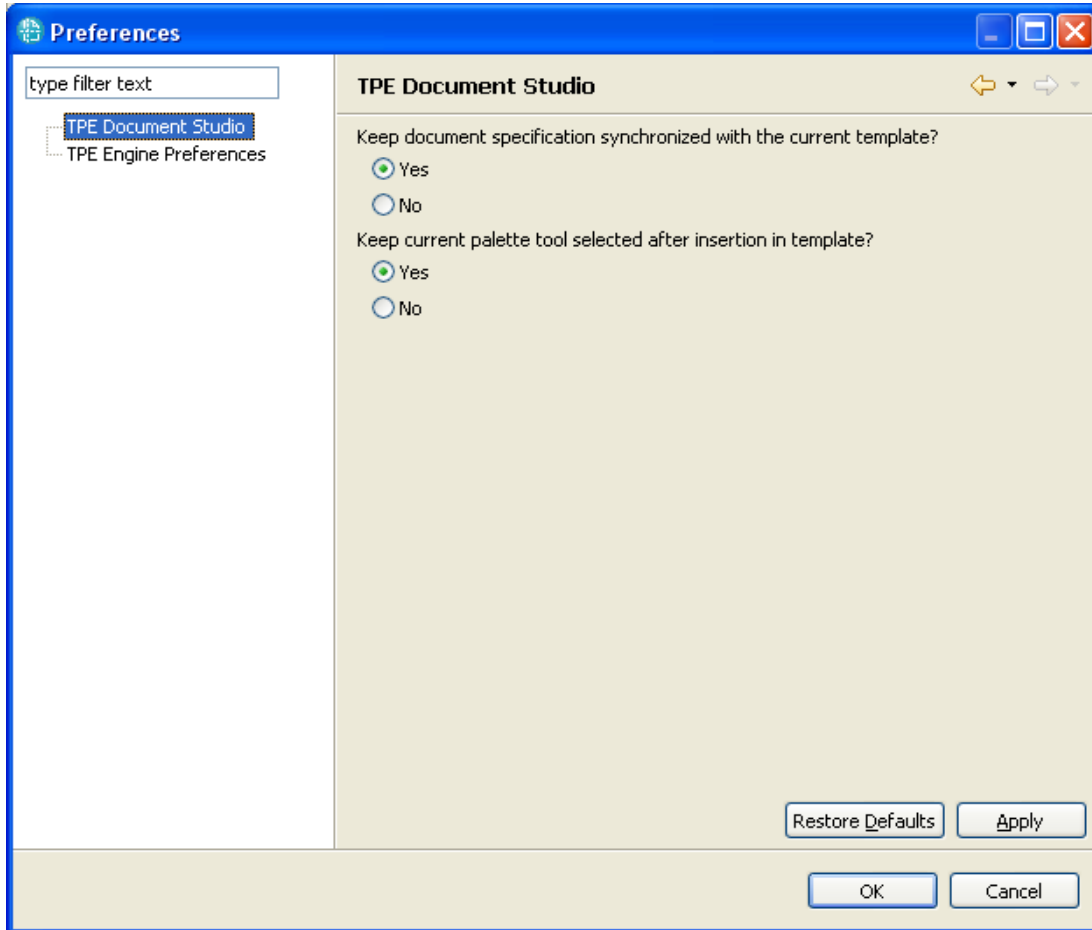 Preferences
type filter text
TPE Document Studio
TPE Engine Preferences
TPE Document Studio
Keep document specification synchronized with the current template?
Yes
No
Keep current palette tool selected after insertion in template?
Yes
No
Restore Defaults
Apply
OK
Cancel